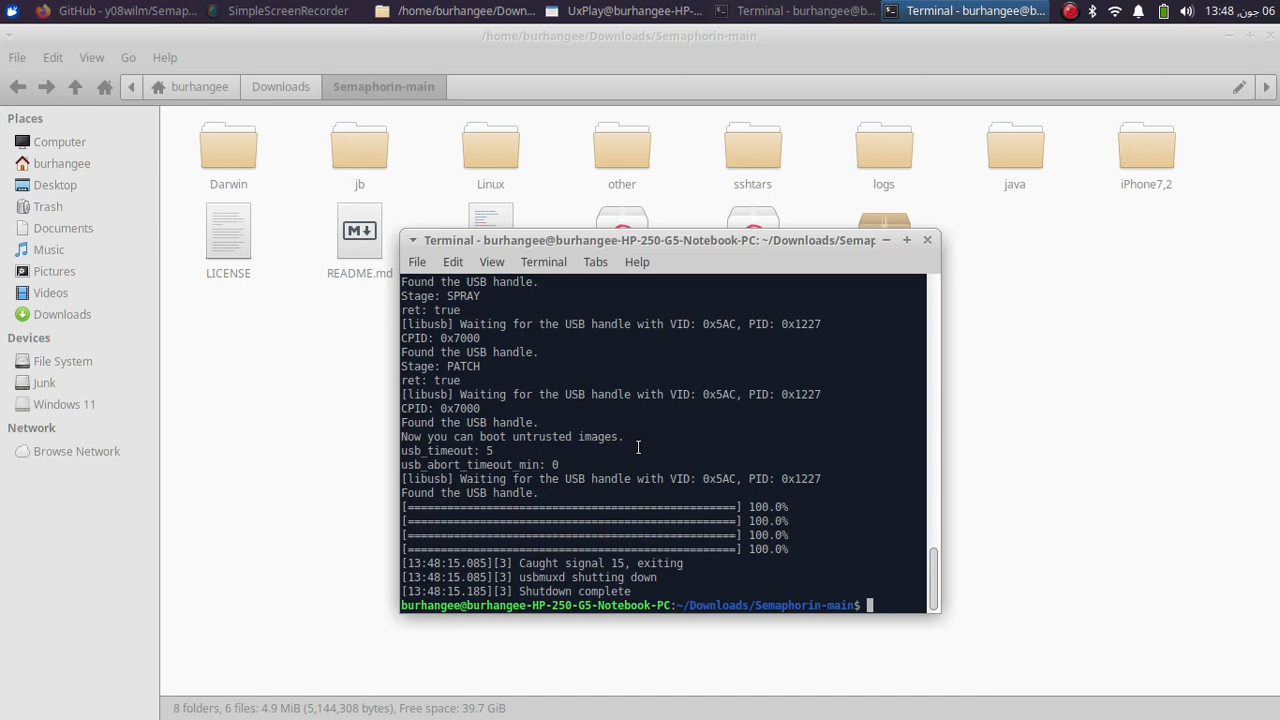 GitHub - y08wilm/Semap...
SimpleScreenRecorder
/home/burhangee/Down...
UxPlay@burhangee-HP-...
Terminal - burhangee@b...
Terminal - burhangee@b...
06 جون، 13:48
/home/burhangee/Downloads/Semaphorin-main
File Edit View Go Help
burhangee Downloads Semaphorin-main
Places
Computer
burhangee
Desktop
Trash
Documents
Music
Pictures
Videos
Downloads
Devices
File System
Junk
Windows 11
Network
Browse Network
Darwin jb Linux other sshtars logs java iPhone7,2
LICENSE README.md
Terminal - burhangee@burhangee-HP-250-G5-Notebook-PC: ~/Downloads/Semap
File Edit View Terminal Tabs Help
Found the USB handle.
Stage: SPRAY
ret: true
[libusb] Waiting for the USB handle with VID: 0x5AC, PID: 0x1227
CPID: 0x7000
Found the USB handle.
Stage: PATCH
ret: true
[libusb] Waiting for the USB handle with VID: 0x5AC, PID: 0x1227
CPID: 0x7000
Found the USB handle.
Now you can boot untrusted images.
usb_timeout: 5
usb_abort_timeout_min: 0
[libusb] Waiting for the USB handle with VID: 0x5AC, PID: 0x1227
Found the USB handle.
[==================================================] 100.0%
[==================================================] 100.0%
[==================================================] 100.0%
[==================================================] 100.0%
[13:48:15.085][3] Caught signal 15, exiting
[13:48:15.085][3] usbmuxd shutting down
[13:48:15.185][3] Shutdown complete
burhangee@burhangee-HP-250-G5-Notebook-PC:~/Downloads/Semaphorin-main$
8 folders, 6 files: 4.9 MiB (5,144,308 bytes), Free space: 39.7 GiB